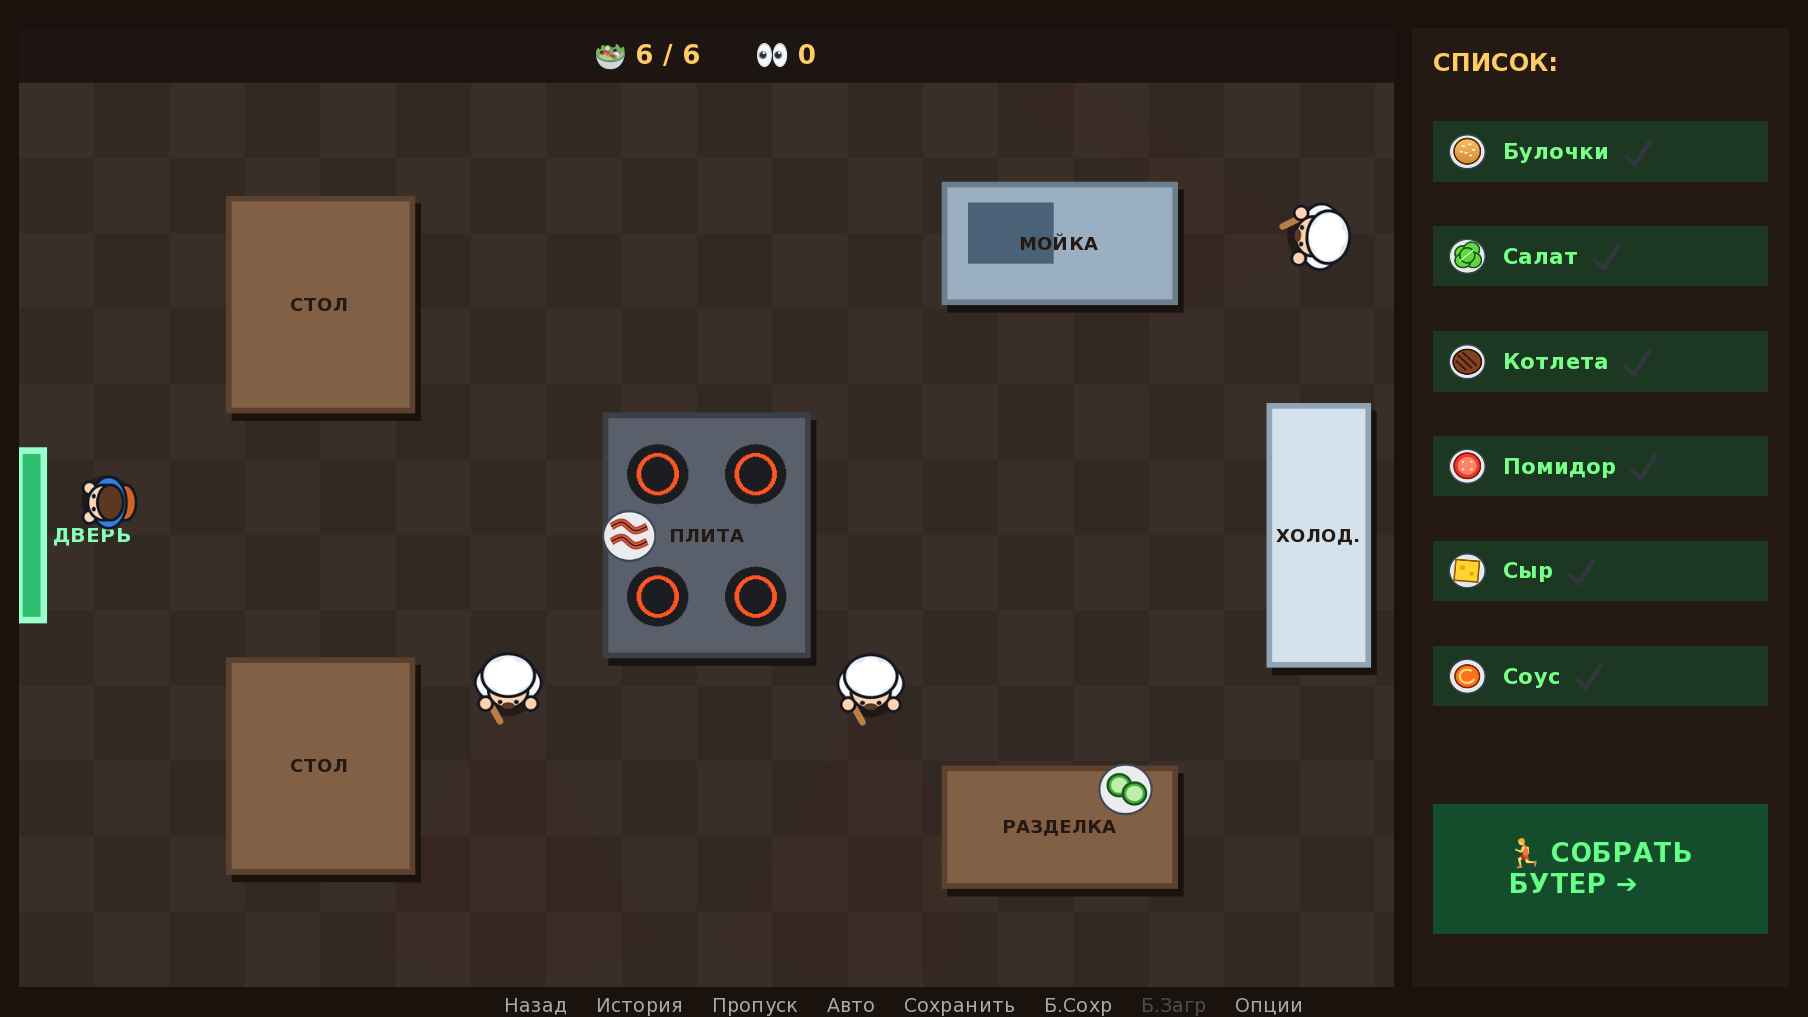 6 / 6
0
СПИСОК:
Булочки
Салат
Котлета
Помидор
Сыр
Соус
СОБРАТЬ
БУТЕР →
СТОЛ
МОЙКА
ДВЕРЬ
ПЛИТА
ХОЛОД.
СТОЛ
РАЗДЕЛКА
Назад
История
Пропуск
Авто
Сохранить
Б.Сохр
Б.Загр
Опции